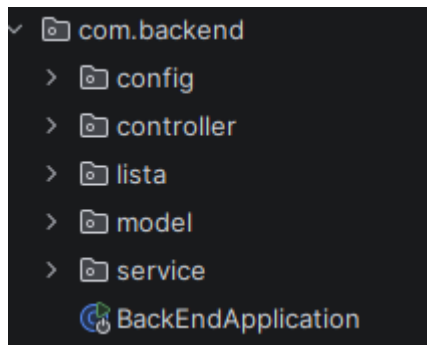 com.backend
config
controller
lista
model
service
BackEndApplication